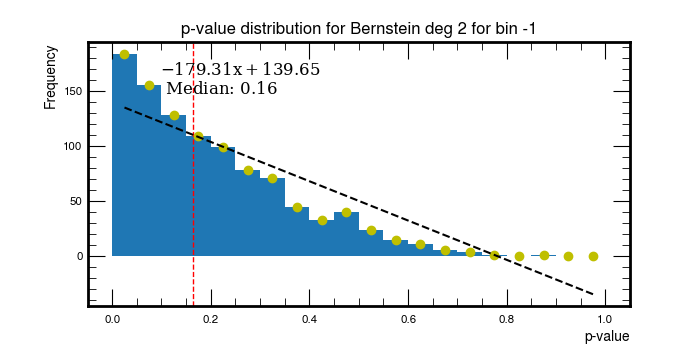 p-value distribution for Bernstein deg 2 for bin -1
Frequency
−179.31x + 139.65
Median: 0.16
150
100
50
0
0.0 0.2 0.4 0.6 0.8 1.0
p-value